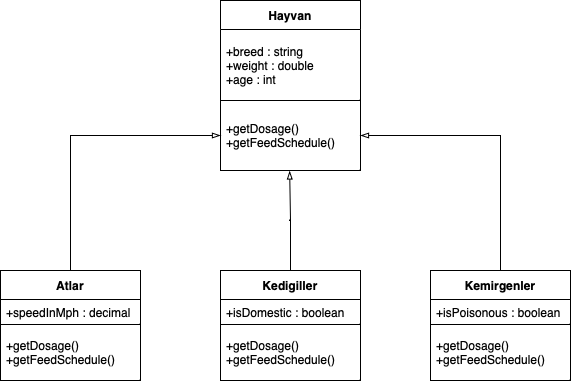 Hayvan
+breed : string
+weight : double
+age : int
+getDosage()
+getFeedSchedule()
Atlar
+speedInMph : decimal
+getDosage()
+getFeedSchedule()
Kedigiller
+isDomestic : boolean
+getDosage()
+getFeedSchedule()
Kemirgenler
+isPoisonous : boolean
+getDosage()
+getFeedSchedule()